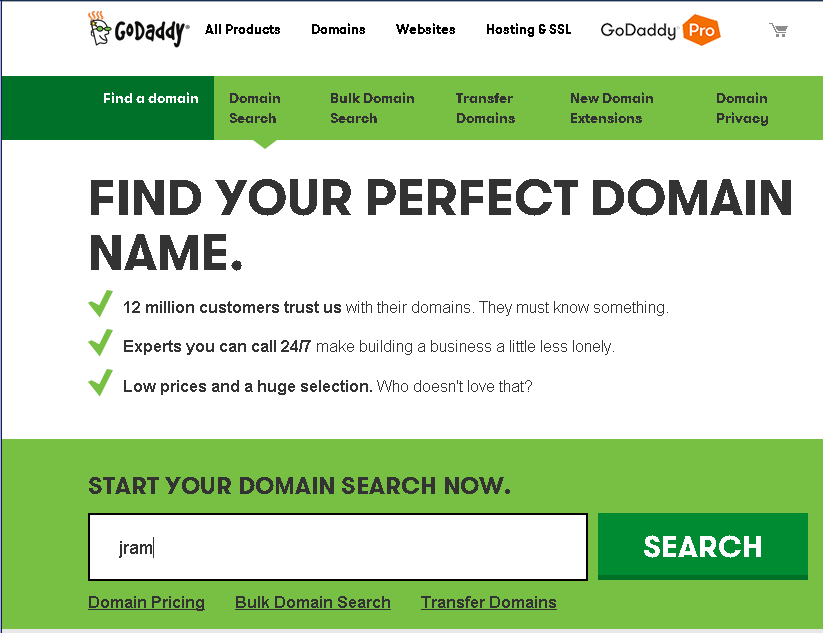 GoDaddy All Products Domains Websites Hosting & SSL GoDaddy Pro
Find a domain
Domain Search
Bulk Domain Search
Transfer Domains
New Domain Extensions
Domain Privacy
FIND YOUR PERFECT DOMAIN
NAME.
12 million customers trust us with their domains. They must know something.
Experts you can call 24/7 make building a business a little less lonely.
Low prices and a huge selection. Who doesn't love that?
START YOUR DOMAIN SEARCH NOW.
jram SEARCH
Domain Pricing Bulk Domain Search Transfer Domains